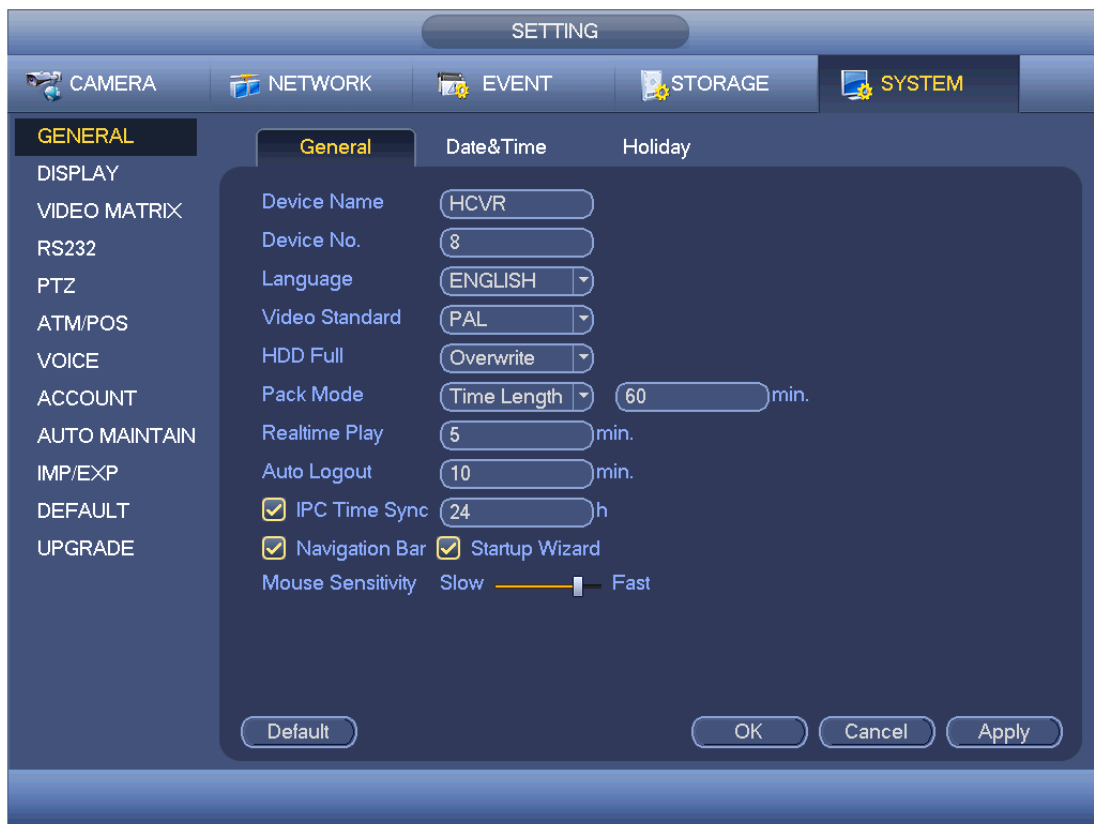 SETTING
CAMERA NETWORK EVENT STORAGE SYSTEM
GENERAL
DISPLAY
VIDEO MATRIX
RS232
PTZ
ATM/POS
VOICE
ACCOUNT
AUTO MAINTAIN
IMP/EXP
DEFAULT
UPGRADE
General Date&Time Holiday
Device Name HCVR
Device No. 8
Language ENGLISH
Video Standard PAL
HDD Full Overwrite
Pack Mode Time Length 60 min.
Realtime Play 5 min.
Auto Logout 10 min.
IPC Time Sync 24 h
Navigation Bar Startup Wizard
Mouse Sensitivity Slow Fast
Default OK Cancel Apply